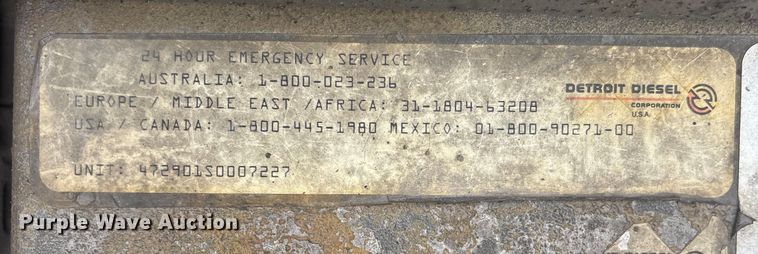 24 HOUR EMERGENCY SERVICE
AUSTRALIA: 1-800-023-236
EUROPE / MIDDLE EAST /AFRICA: 31-1804-63208
USA / CANADA: 1-800-445-1980 MEXICO: 01-800-90271-00
DETROIT DIESEL
CORPORATION
U.S.A.
UNIT: 472901S0007227
Purple Wave Auction